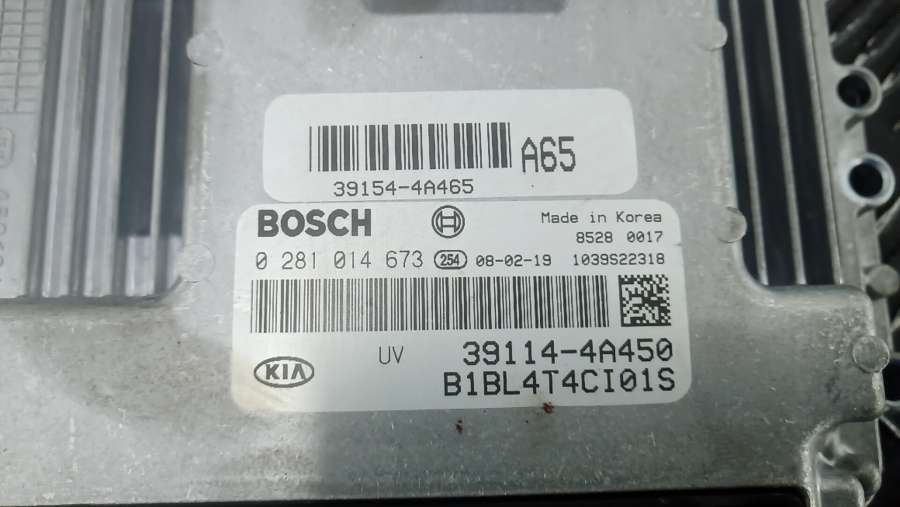 A65
39154-4A465
BOSCH
Made in Korea
8528 0017
0 281 014 673 254 08-02-19 1039S22318
UV 39114-4A450
KIA B1BL4T4CI01S